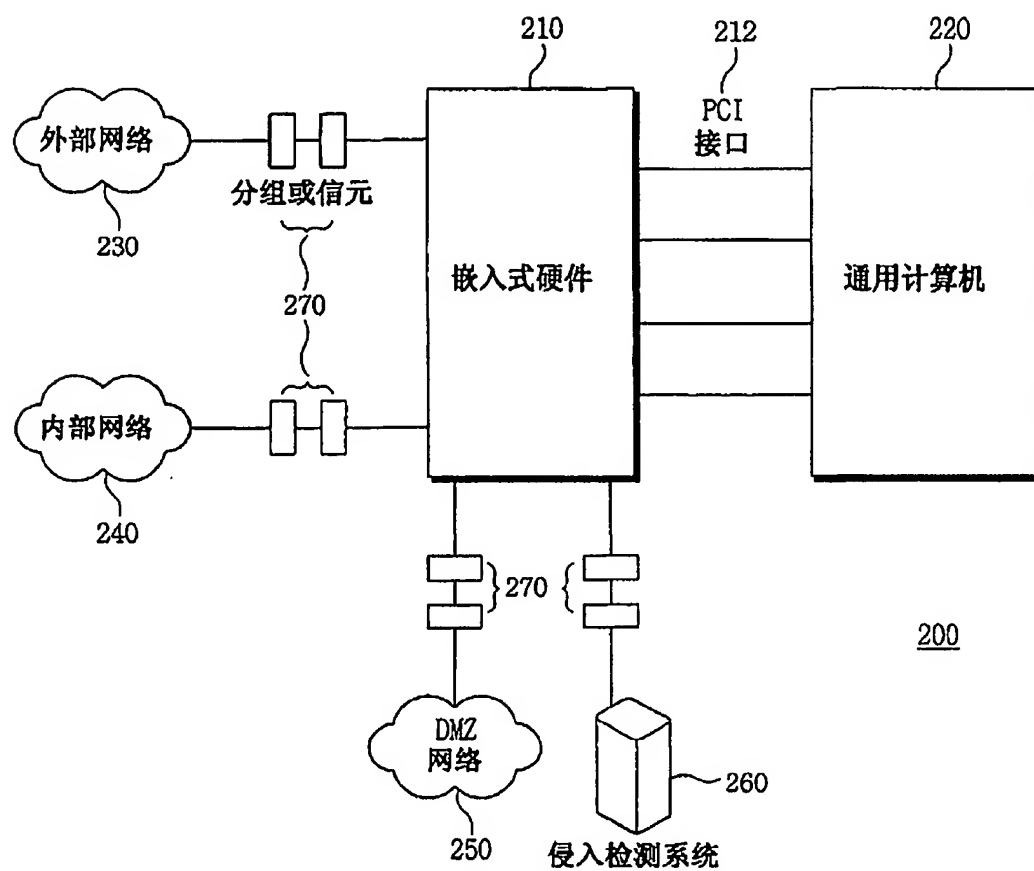 210
212
220
PCI
接口
外部网络
分组或信元
230
270
嵌入式硬件
通用计算机
内部网络
240
270
200
DMZ
网络
250
260
侵入检测系统